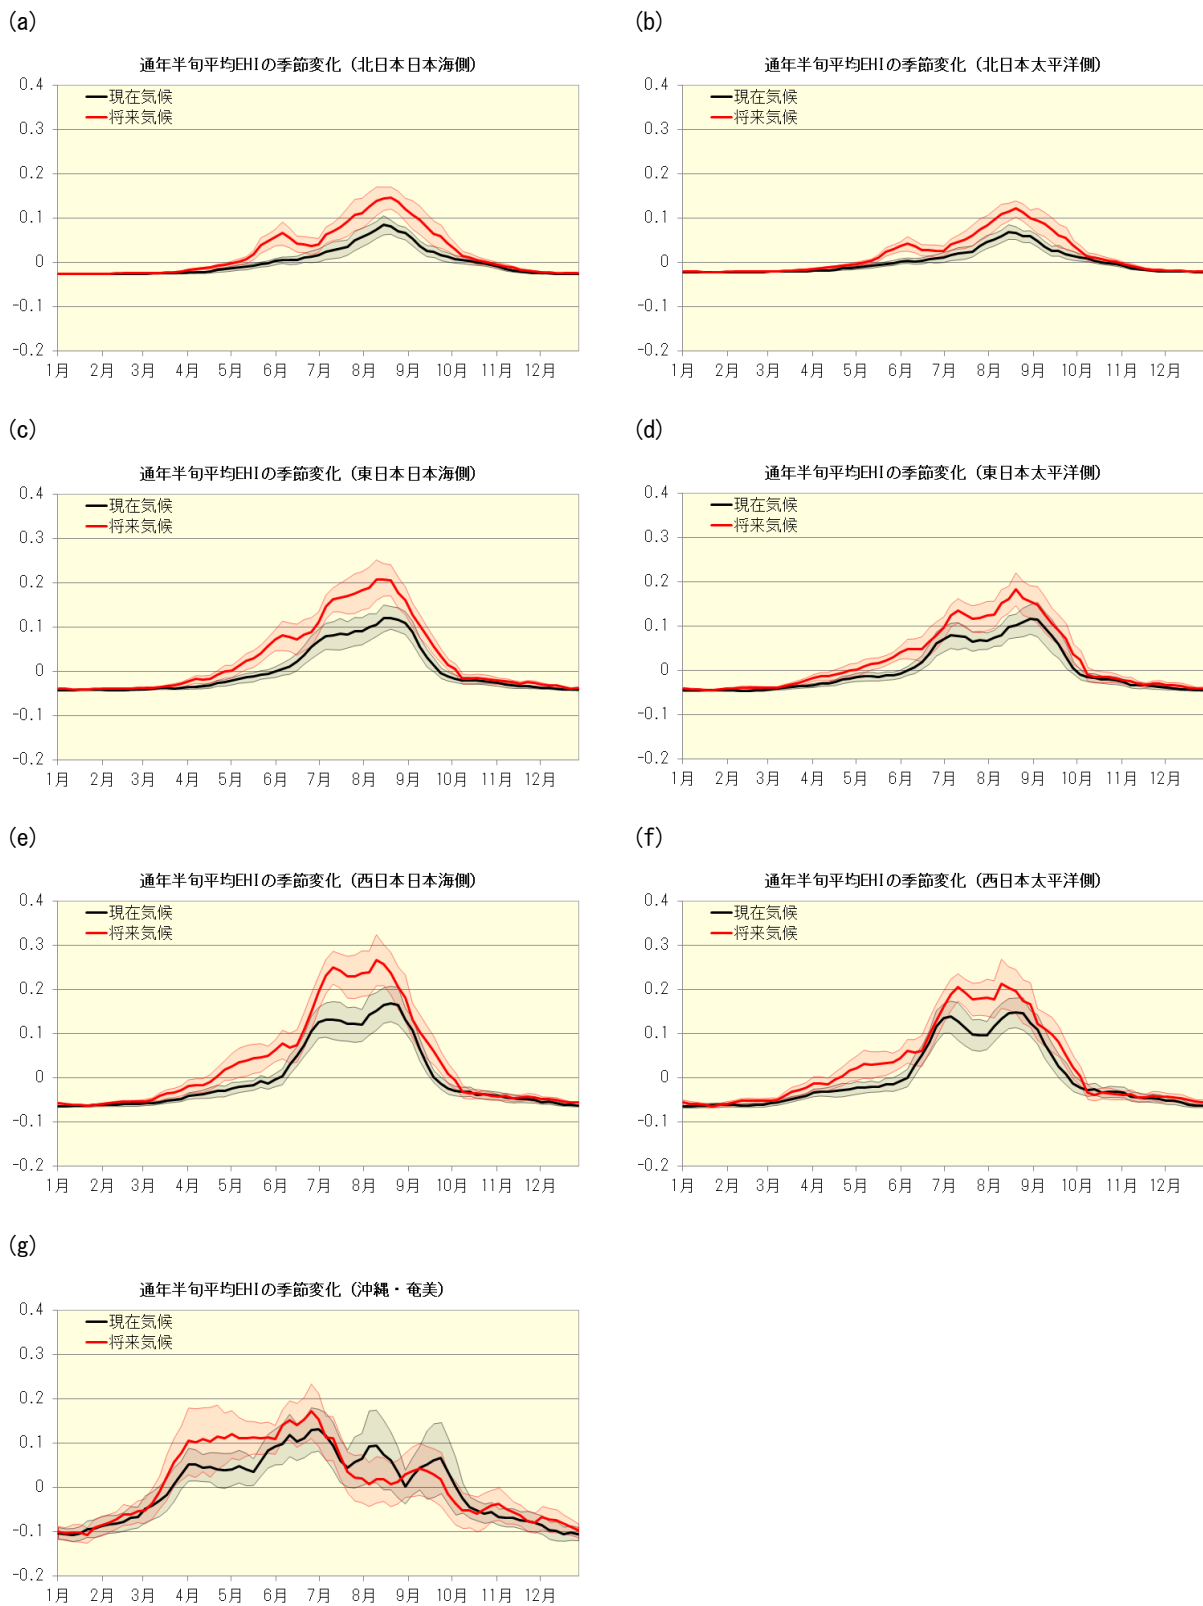 (a)
通年半旬平均EHIの季節変化（北日本日本海側）
現在気候
将来気候
0.4
0.3
0.2
0.1
0
-0.1
-0.2
1月 2月 3月 4月 5月 6月 7月 8月 9月 10月 11月 12月
(b)
通年半旬平均EHIの季節変化（北日本太平洋側）
現在気候
将来気候
0.4
0.3
0.2
0.1
0
-0.1
-0.2
1月 2月 3月 4月 5月 6月 7月 8月 9月 10月 11月 12月
(c)
通年半旬平均EHIの季節変化（東日本日本海側）
現在気候
将来気候
0.4
0.3
0.2
0.1
0
-0.1
-0.2
1月 2月 3月 4月 5月 6月 7月 8月 9月 10月 11月 12月
(d)
通年半旬平均EHIの季節変化（東日本太平洋側）
現在気候
将来気候
0.4
0.3
0.2
0.1
0
-0.1
-0.2
1月 2月 3月 4月 5月 6月 7月 8月 9月 10月 11月 12月
(e)
通年半旬平均EHIの季節変化（西日本日本海側）
現在気候
将来気候
0.4
0.3
0.2
0.1
0
-0.1
-0.2
1月 2月 3月 4月 5月 6月 7月 8月 9月 10月 11月 12月
(f)
通年半旬平均EHIの季節変化（西日本太平洋側）
現在気候
将来気候
0.4
0.3
0.2
0.1
0
-0.1
-0.2
1月 2月 3月 4月 5月 6月 7月 8月 9月 10月 11月 12月
(g)
通年半旬平均EHIの季節変化（沖縄・奄美）
現在気候
将来気候
0.4
0.3
0.2
0.1
0
-0.1
-0.2
1月 2月 3月 4月 5月 6月 7月 8月 9月 10月 11月 12月